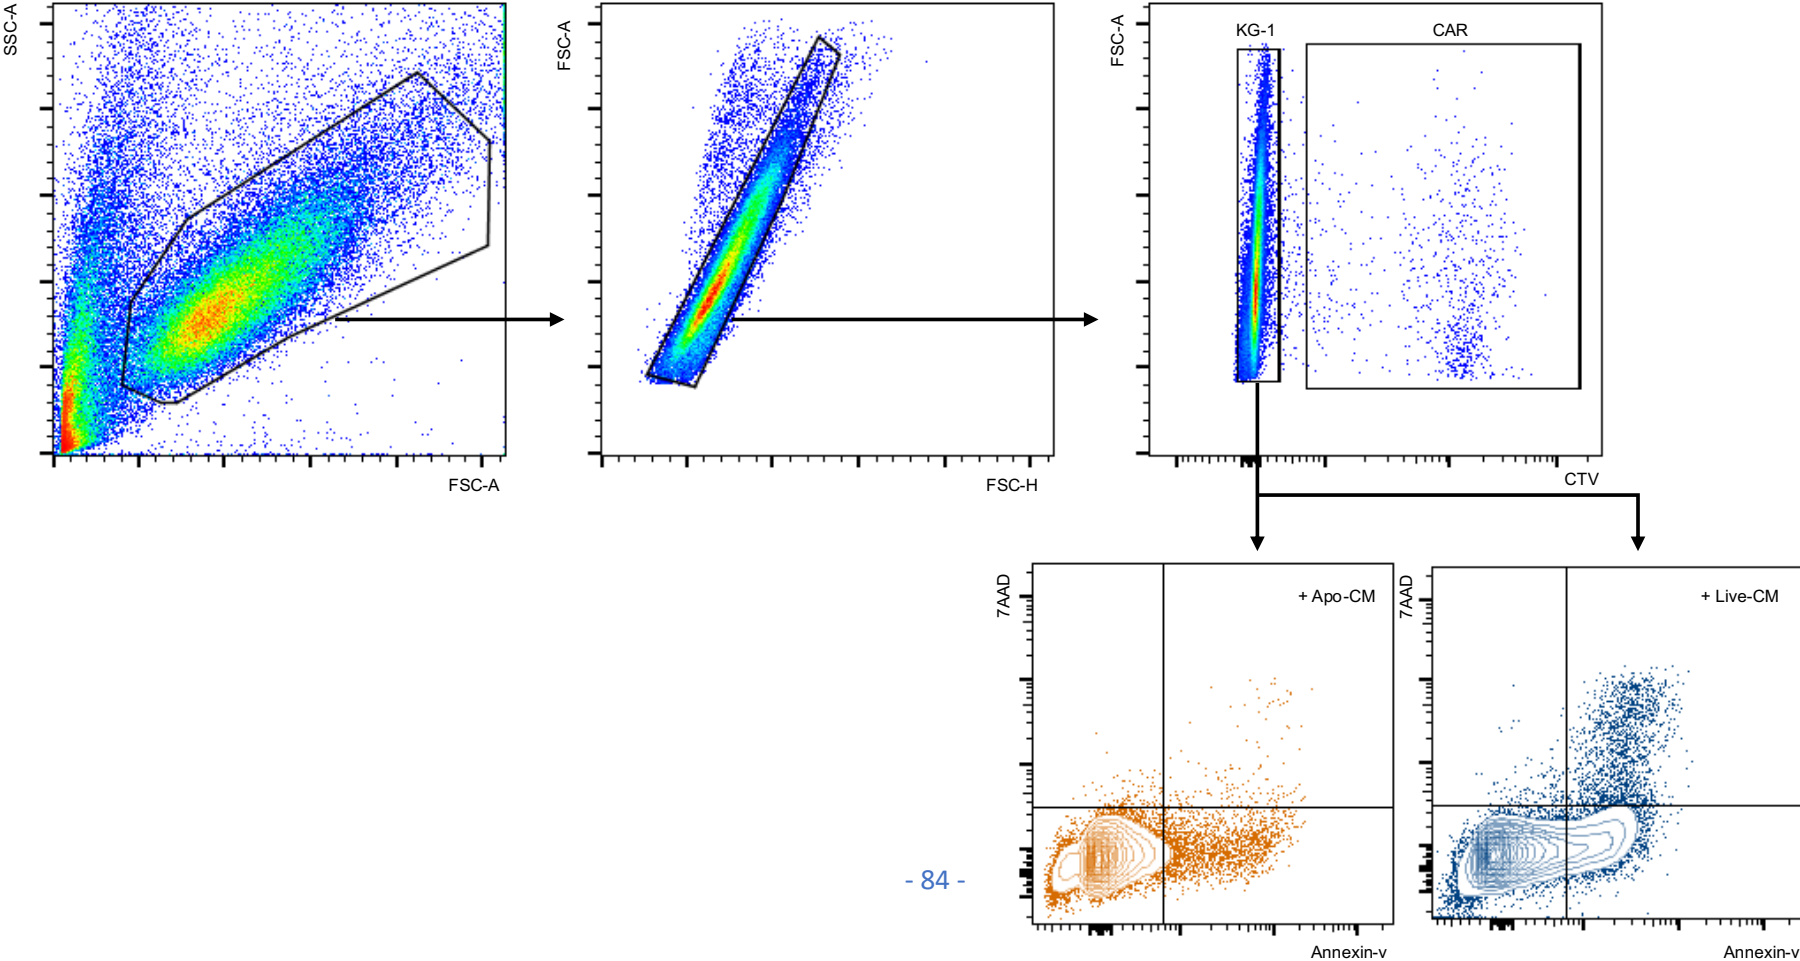 SSC-A
FSC-A
FSC-A
FSC-H
FSC-A
KG-1
CAR
CTV
7AAD
+ Apo-CM
Annexin-v
7AAD
+ Live-CM
Annexin-v
- 84 -